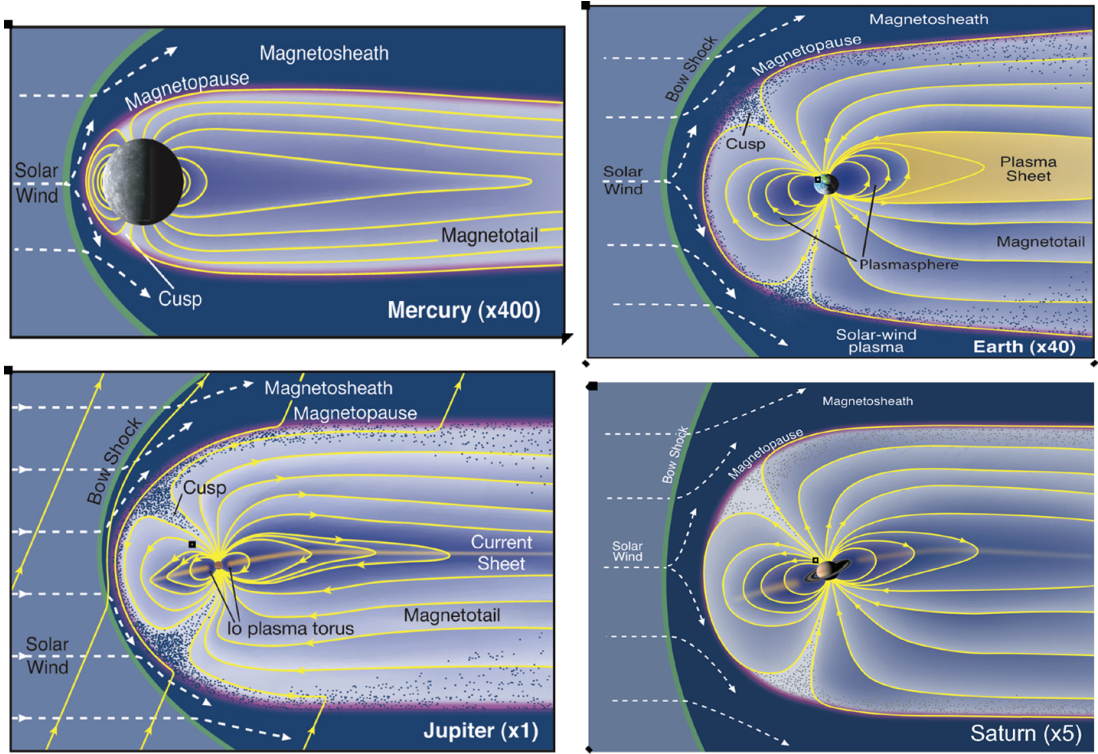 Magnetosheath
Magnetopause
Solar
Wind
Magnetotail
Cusp
Mercury (x400)
Magnetosheath
Bow Shock
Magnetopause
Cusp
Solar
Wind
Plasma
Sheet
Magnetotail
Plasmasphere
Solar-wind
plasma
Earth (x40)
Magnetosheath
Magnetopause
Bow Shock
Cusp
Current
Sheet
Io plasma torus
Magnetotail
Solar
Wind
Jupiter (x1)
Magnetosheath
Bow Shock
Magnetopause
Solar
Wind
Saturn (x5)